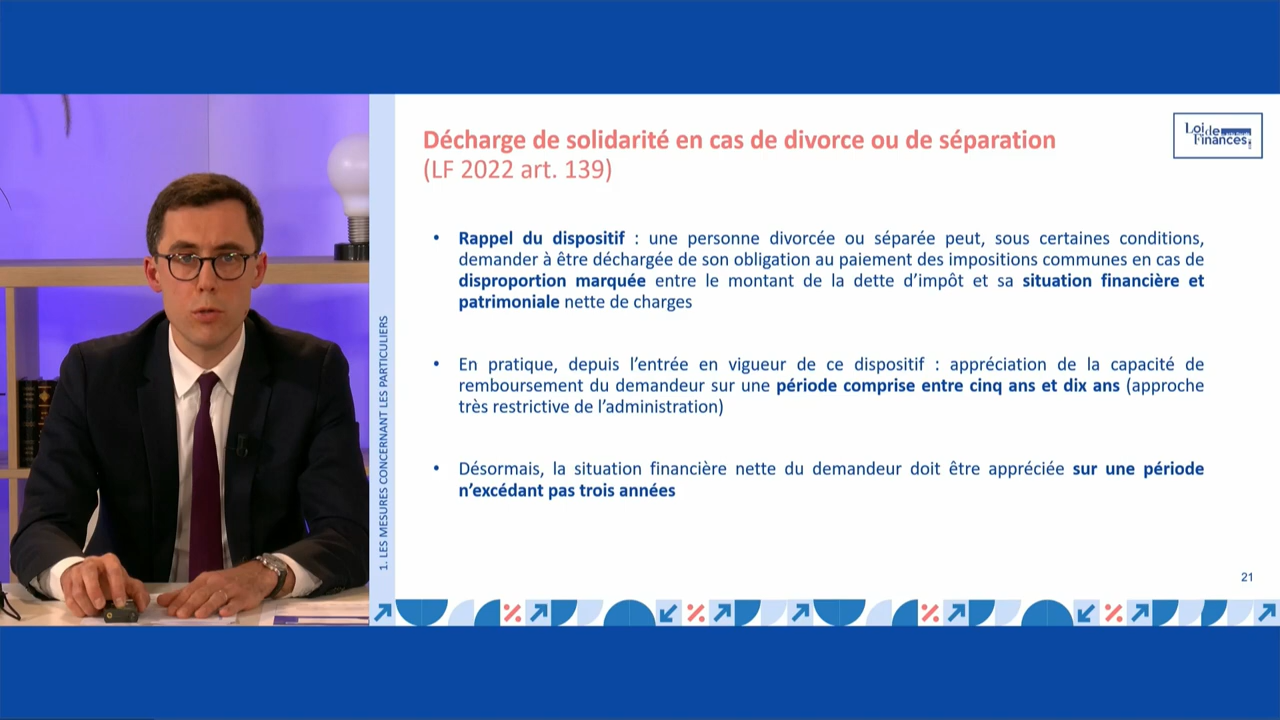 Décharge de solidarité en cas de divorce ou de séparation
(LF 2022 art. 139)
Loi de
Finances
• Rappel du dispositif : une personne divorcée ou séparée peut, sous certaines conditions,
demander à être déchargée de son obligation au paiement des impositions communes en cas de
disproportion marquée entre le montant de la dette d’impôt et sa situation financière et
patrimoniale nette de charges
• En pratique, depuis l’entrée en vigueur de ce dispositif : appréciation de la capacité de
remboursement du demandeur sur une période comprise entre cinq ans et dix ans (approche
très restrictive de l’administration)
• Désormais, la situation financière nette du demandeur doit être appréciée sur une période
n’excédant pas trois années
1. LES MESURES CONCERNANT LES PARTICULIERS
21